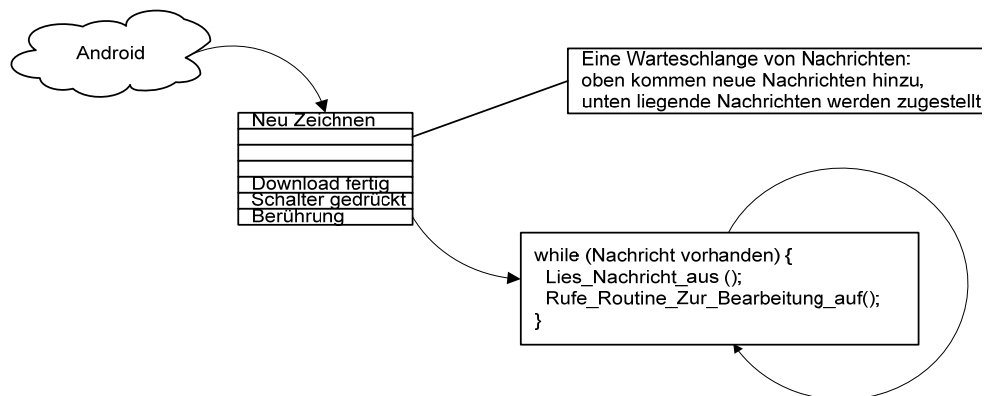 Android
Eine Warteschlange von Nachrichten:
oben kommen neue Nachrichten hinzu,
unten liegende Nachrichten werden zugestellt
Neu Zeichnen
Download fertig
Schalter gedrückt
Berührung
while (Nachricht vorhanden) {
Lies_Nachricht_aus ();
Rufe_Routine_Zur_Bearbeitung_auf();
}